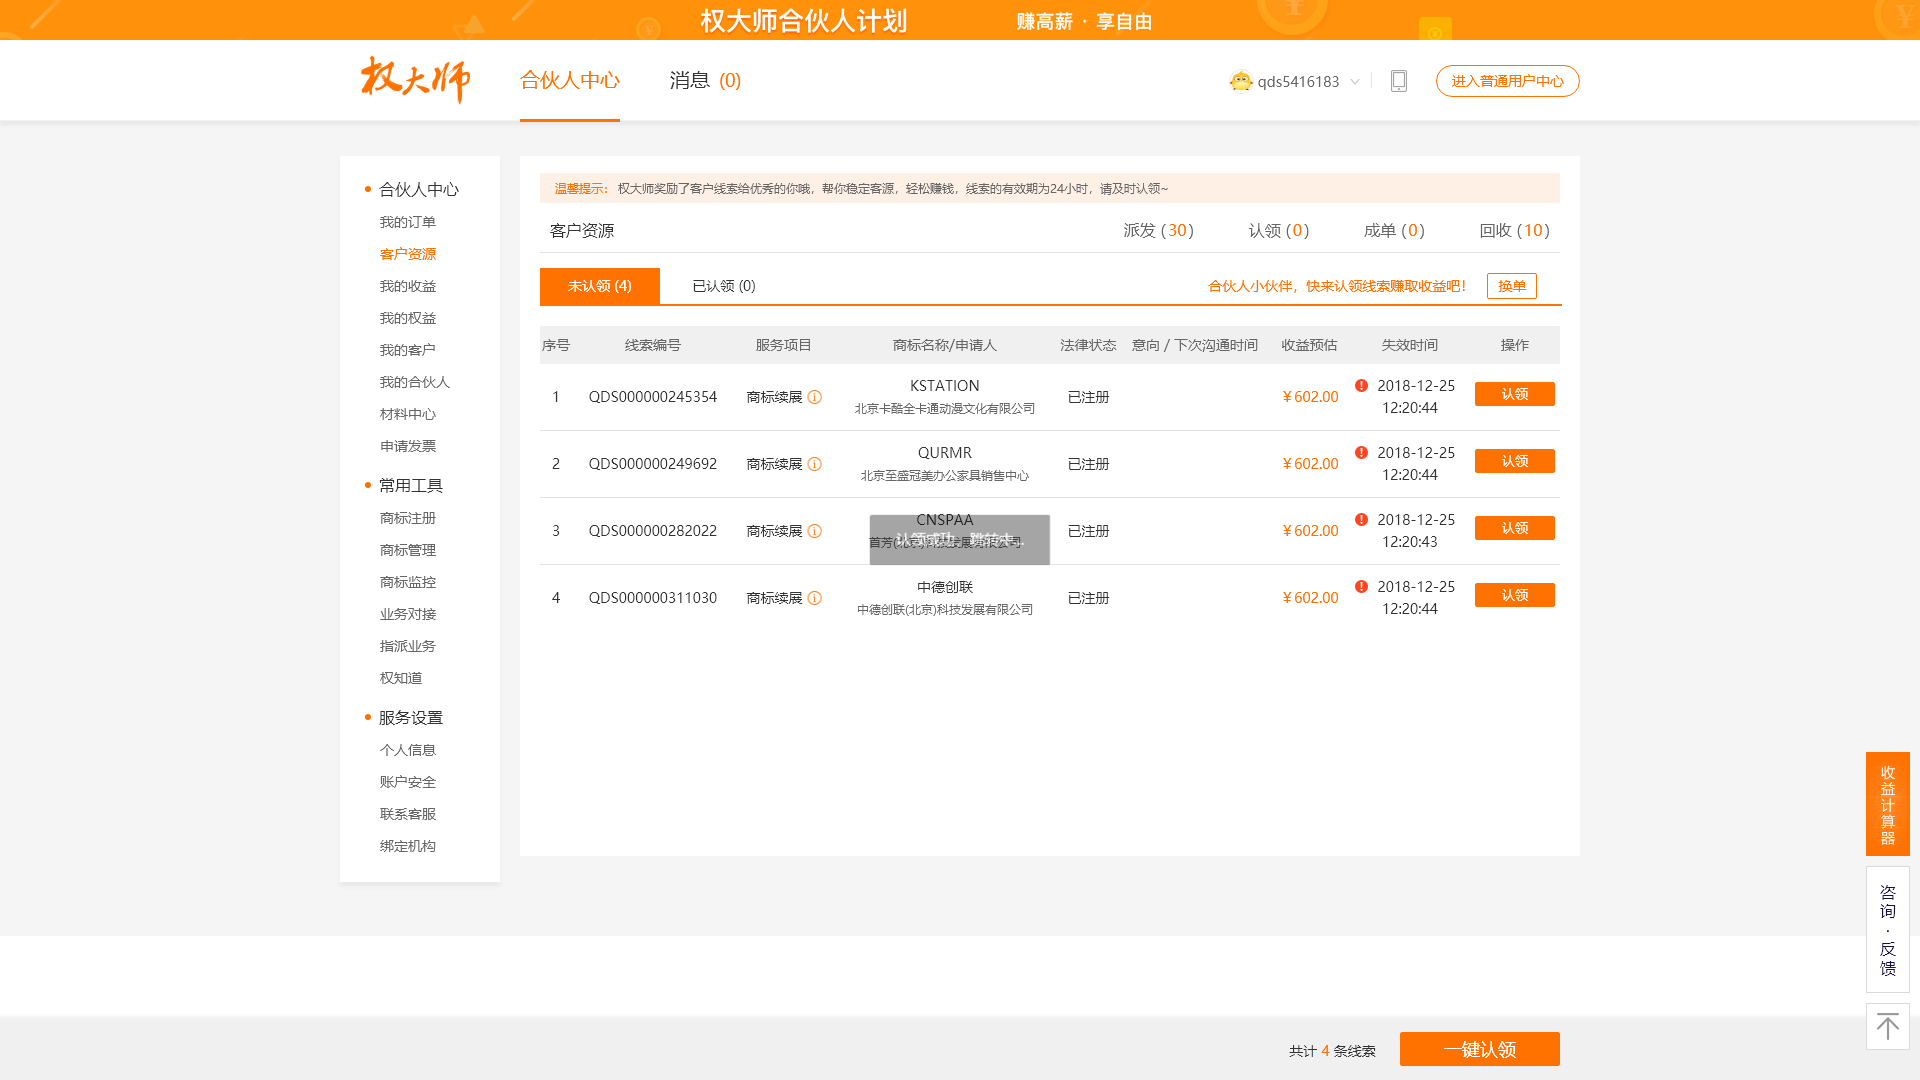 权大师合伙人计划 赚高薪 · 享自由
权大师 合伙人中心 消息 (0) qds5416183 进入普通用户中心
合伙人中心
我的订单
客户资源
我的收益
我的权益
我的客户
我的合伙人
材料中心
申请发票
常用工具
商标注册
商标管理
商标监控
业务对接
指派业务
权知道
服务设置
个人信息
账户安全
联系客服
绑定机构
温馨提示： 权大师奖励了客户线索给优秀的你哦，帮你稳定客源，轻松赚钱，线索的有效期为24小时，请及时认领~
客户资源 派发 (30) 认领 (0) 成单 (0) 回收 (10)
未认领 (4) 已认领 (0) 合伙人小伙伴，快来认领线索赚取收益吧! 换单
序号 线索编号 服务项目 商标名称/申请人 法律状态 意向 / 下次沟通时间 收益预估 失效时间 操作
1 QDS000000245354 商标续展 KSTATION 北京卡酷全卡通动漫文化有限公司 已注册 ￥602.00 2018-12-25 12:20:44 认领
2 QDS000000249692 商标续展 QURMR 北京至盛冠美办公家具销售中心 已注册 ￥602.00 2018-12-25 12:20:44 认领
3 QDS000000282022 商标续展 CNSPAA 已注册 ￥602.00 2018-12-25 12:20:43 认领
认领成功，跳转中...
4 QDS000000311030 商标续展 中德创联 中德创联(北京)科技发展有限公司 已注册 ￥602.00 2018-12-25 12:20:44 认领
收益计算器
咨询·反馈
共计 4 条线索 一键认领